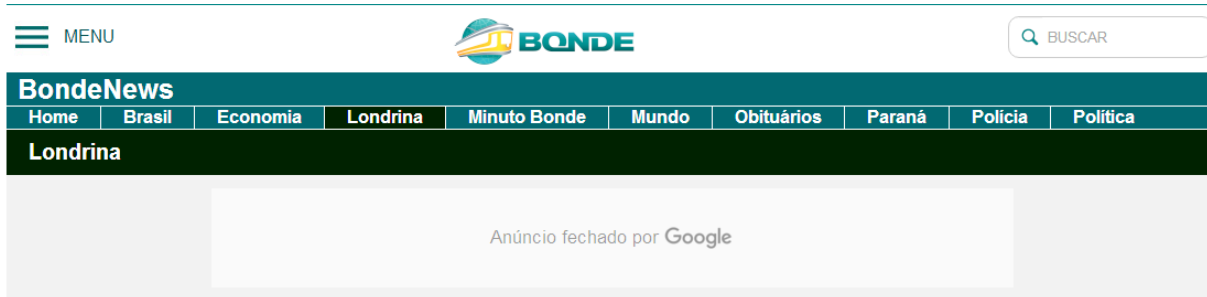 MENU
BONDE
BUSCAR
BondeNews
Home Brasil Economia Londrina Minuto Bonde Mundo Obituários Paraná Polícia Política
Londrina
Anúncio fechado por Google